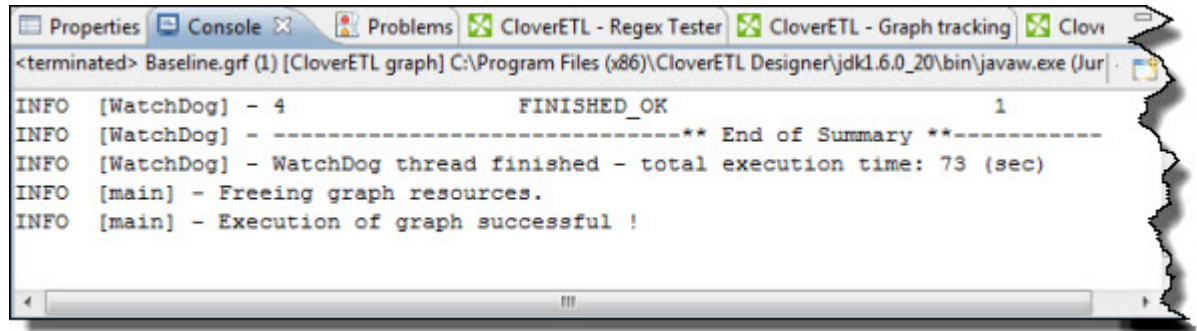 Properties Console Problems CloverETL - Regex Tester CloverETL - Graph tracking
<terminated> Baseline.grf (1) [CloverETL graph] C:\Program Files (x86)\CloverETL Designer\jdk1.6.0_20\bin\javaw.exe
INFO [WatchDog] - 4 FINISHED_OK 1
INFO [WatchDog] - ------------------------------** End of Summary **-----------
INFO [WatchDog] - WatchDog thread finished - total execution time: 73 (sec)
INFO [main] - Freeing graph resources.
INFO [main] - Execution of graph successful !